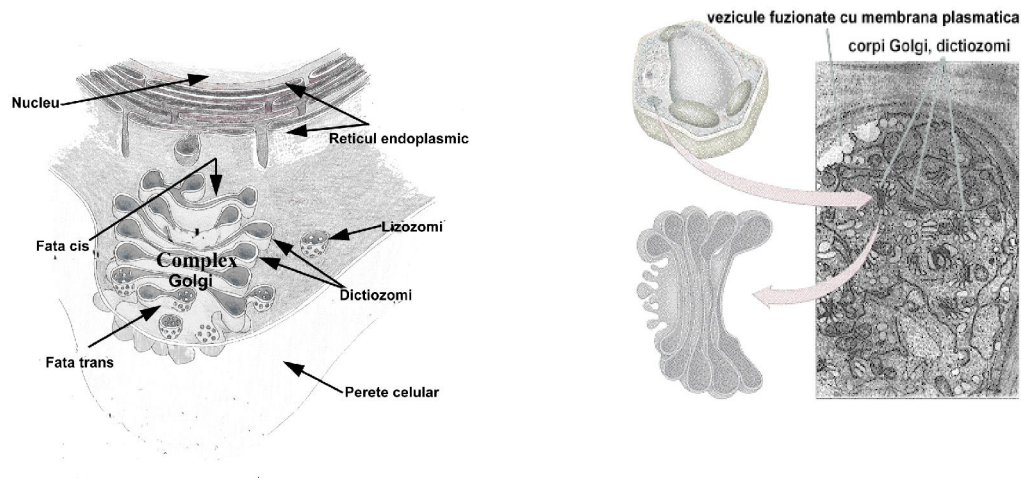 Nucleu
Reticul endoplasmic
Fata cis
Lizozomi
Complex
Golgi
Dictiozomi
Fata trans
Perete celular
vezicule fuzionate cu membrana plasmatica
corpi Golgi, dictiozomi